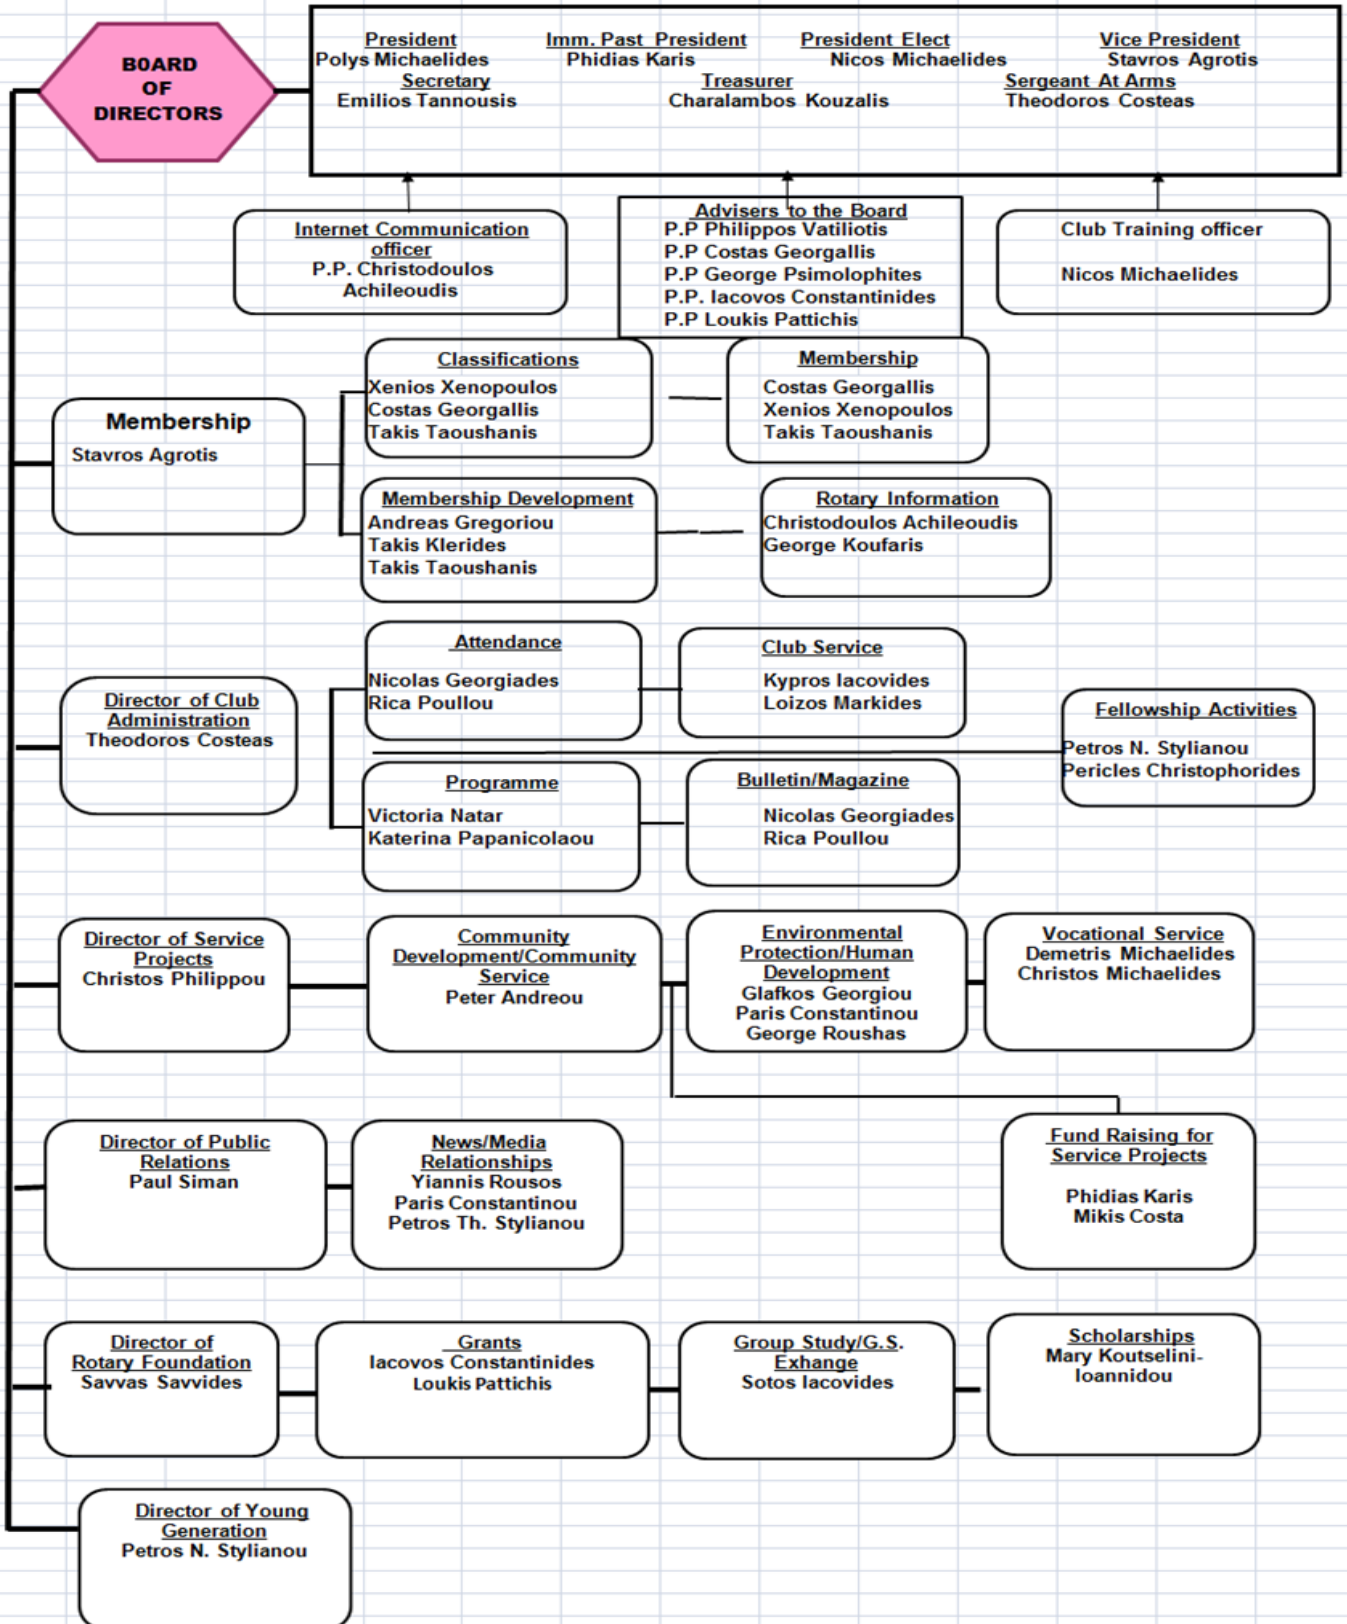 B0ARD
OF
DIRECTORS
President Imm. Past President President Elect Vice President
Polys Michaelides Phidias Karis Nicos Michaelides Stavros Agrotis
Secretary Treasurer Sergeant At Arms
Emilios Tannousis Charalambos Kouzalis Theodoros Costeas
Internet Communication
officer
P.P. Christodoulos
Achileoudis
Advisers to the Board
P.P Philippos Vatiliotis
P.P Costas Georgallis
P.P George Psimolophites
P.P. Iacovos Constantinides
P.P Loukis Pattichis
Club Training officer
Nicos Michaelides
Membership
Stavros Agrotis
Classifications
Xenios Xenopoulos
Costas Georgallis
Takis Taoushanis
Membership
Costas Georgallis
Xenios Xenopoulos
Takis Taoushanis
Membership Development
Andreas Gregoriou
Takis Klerides
Takis Taoushanis
Rotary Information
Christodoulos Achileoudis
George Koufaris
Director of Club
Administration
Theodoros Costeas
Attendance
Nicolas Georgiades
Rica Poullou
Club Service
Kypros Iacovides
Loizos Markides
Fellowship Activities
Petros N. Stylianou
Pericles Christophorides
Programme
Victoria Natar
Katerina Papanicolaou
Bulletin/Magazine
Nicolas Georgiades
Rica Poullou
Director of Service
Projects
Christos Philippou
Community
Development/Community
Service
Peter Andreou
Environmental
Protection/Human
Development
Glafkos Georgiou
Paris Constantinou
George Roushas
Vocational Service
Demetris Michaelides
Christos Michaelides
Director of Public
Relations
Paul Siman
News/Media
Relationships
Yiannis Rousos
Paris Constantinou
Petros Th. Stylianou
Fund Raising for
Service Projects
Phidias Karis
Mikis Costa
Director of
Rotary Foundation
Savvas Savvides
Grants
Iacovos Constantinides
Loukis Pattichis
Group Study/G.S.
Exhange
Sotos Iacovides
Scholarships
Mary Koutselini-
Ioannidou
Director of Young
Generation
Petros N. Stylianou